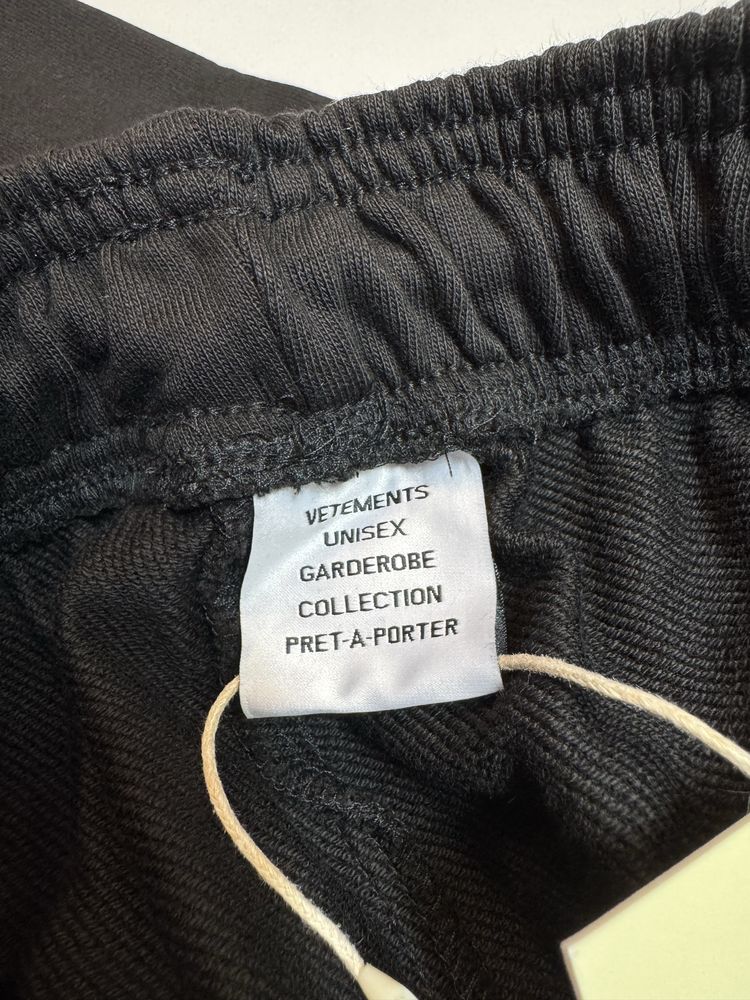 VETEMENTS
UNISEX
GARDEROBE
COLLECTION
PRET-A-PORTER